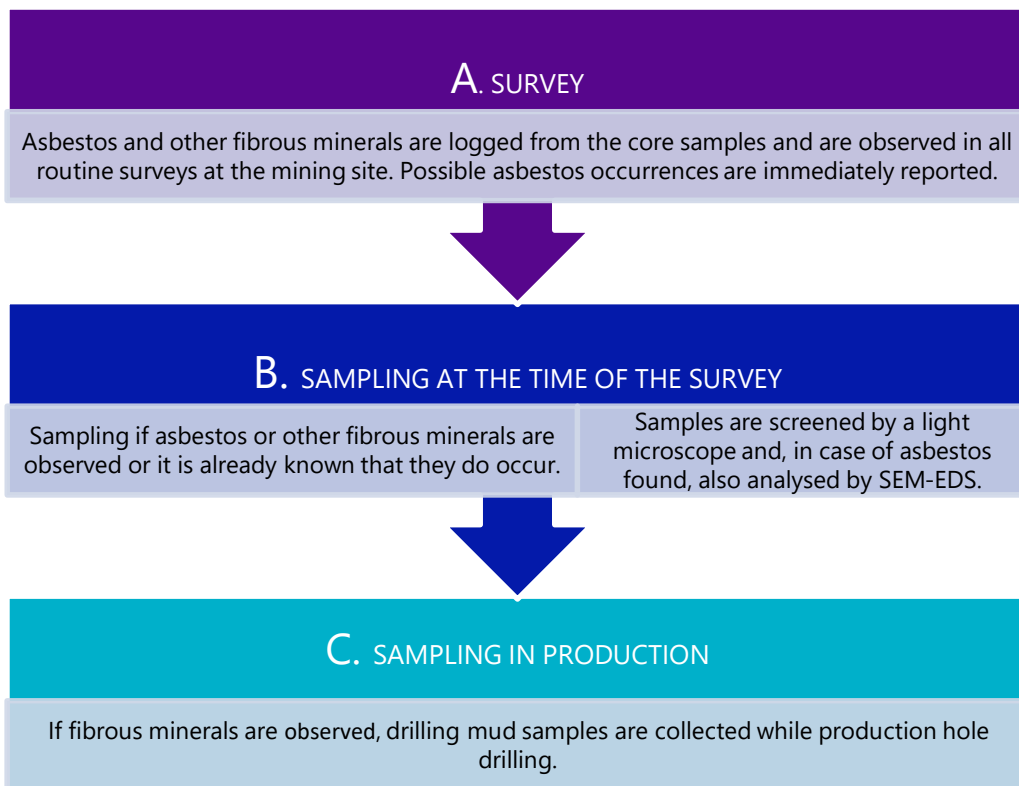 A. SURVEY
Asbestos and other fibrous minerals are logged from the core samples and are observed in all
routine surveys at the mining site. Possible asbestos occurrences are immediately reported.
B. SAMPLING AT THE TIME OF THE SURVEY
Sampling if asbestos or other fibrous minerals are
observed or it is already known that they do occur.
Samples are screened by a light
microscope and, in case of asbestos
found, also analysed by SEM-EDS.
C. SAMPLING IN PRODUCTION
If fibrous minerals are observed, drilling mud samples are collected while production hole
drilling.